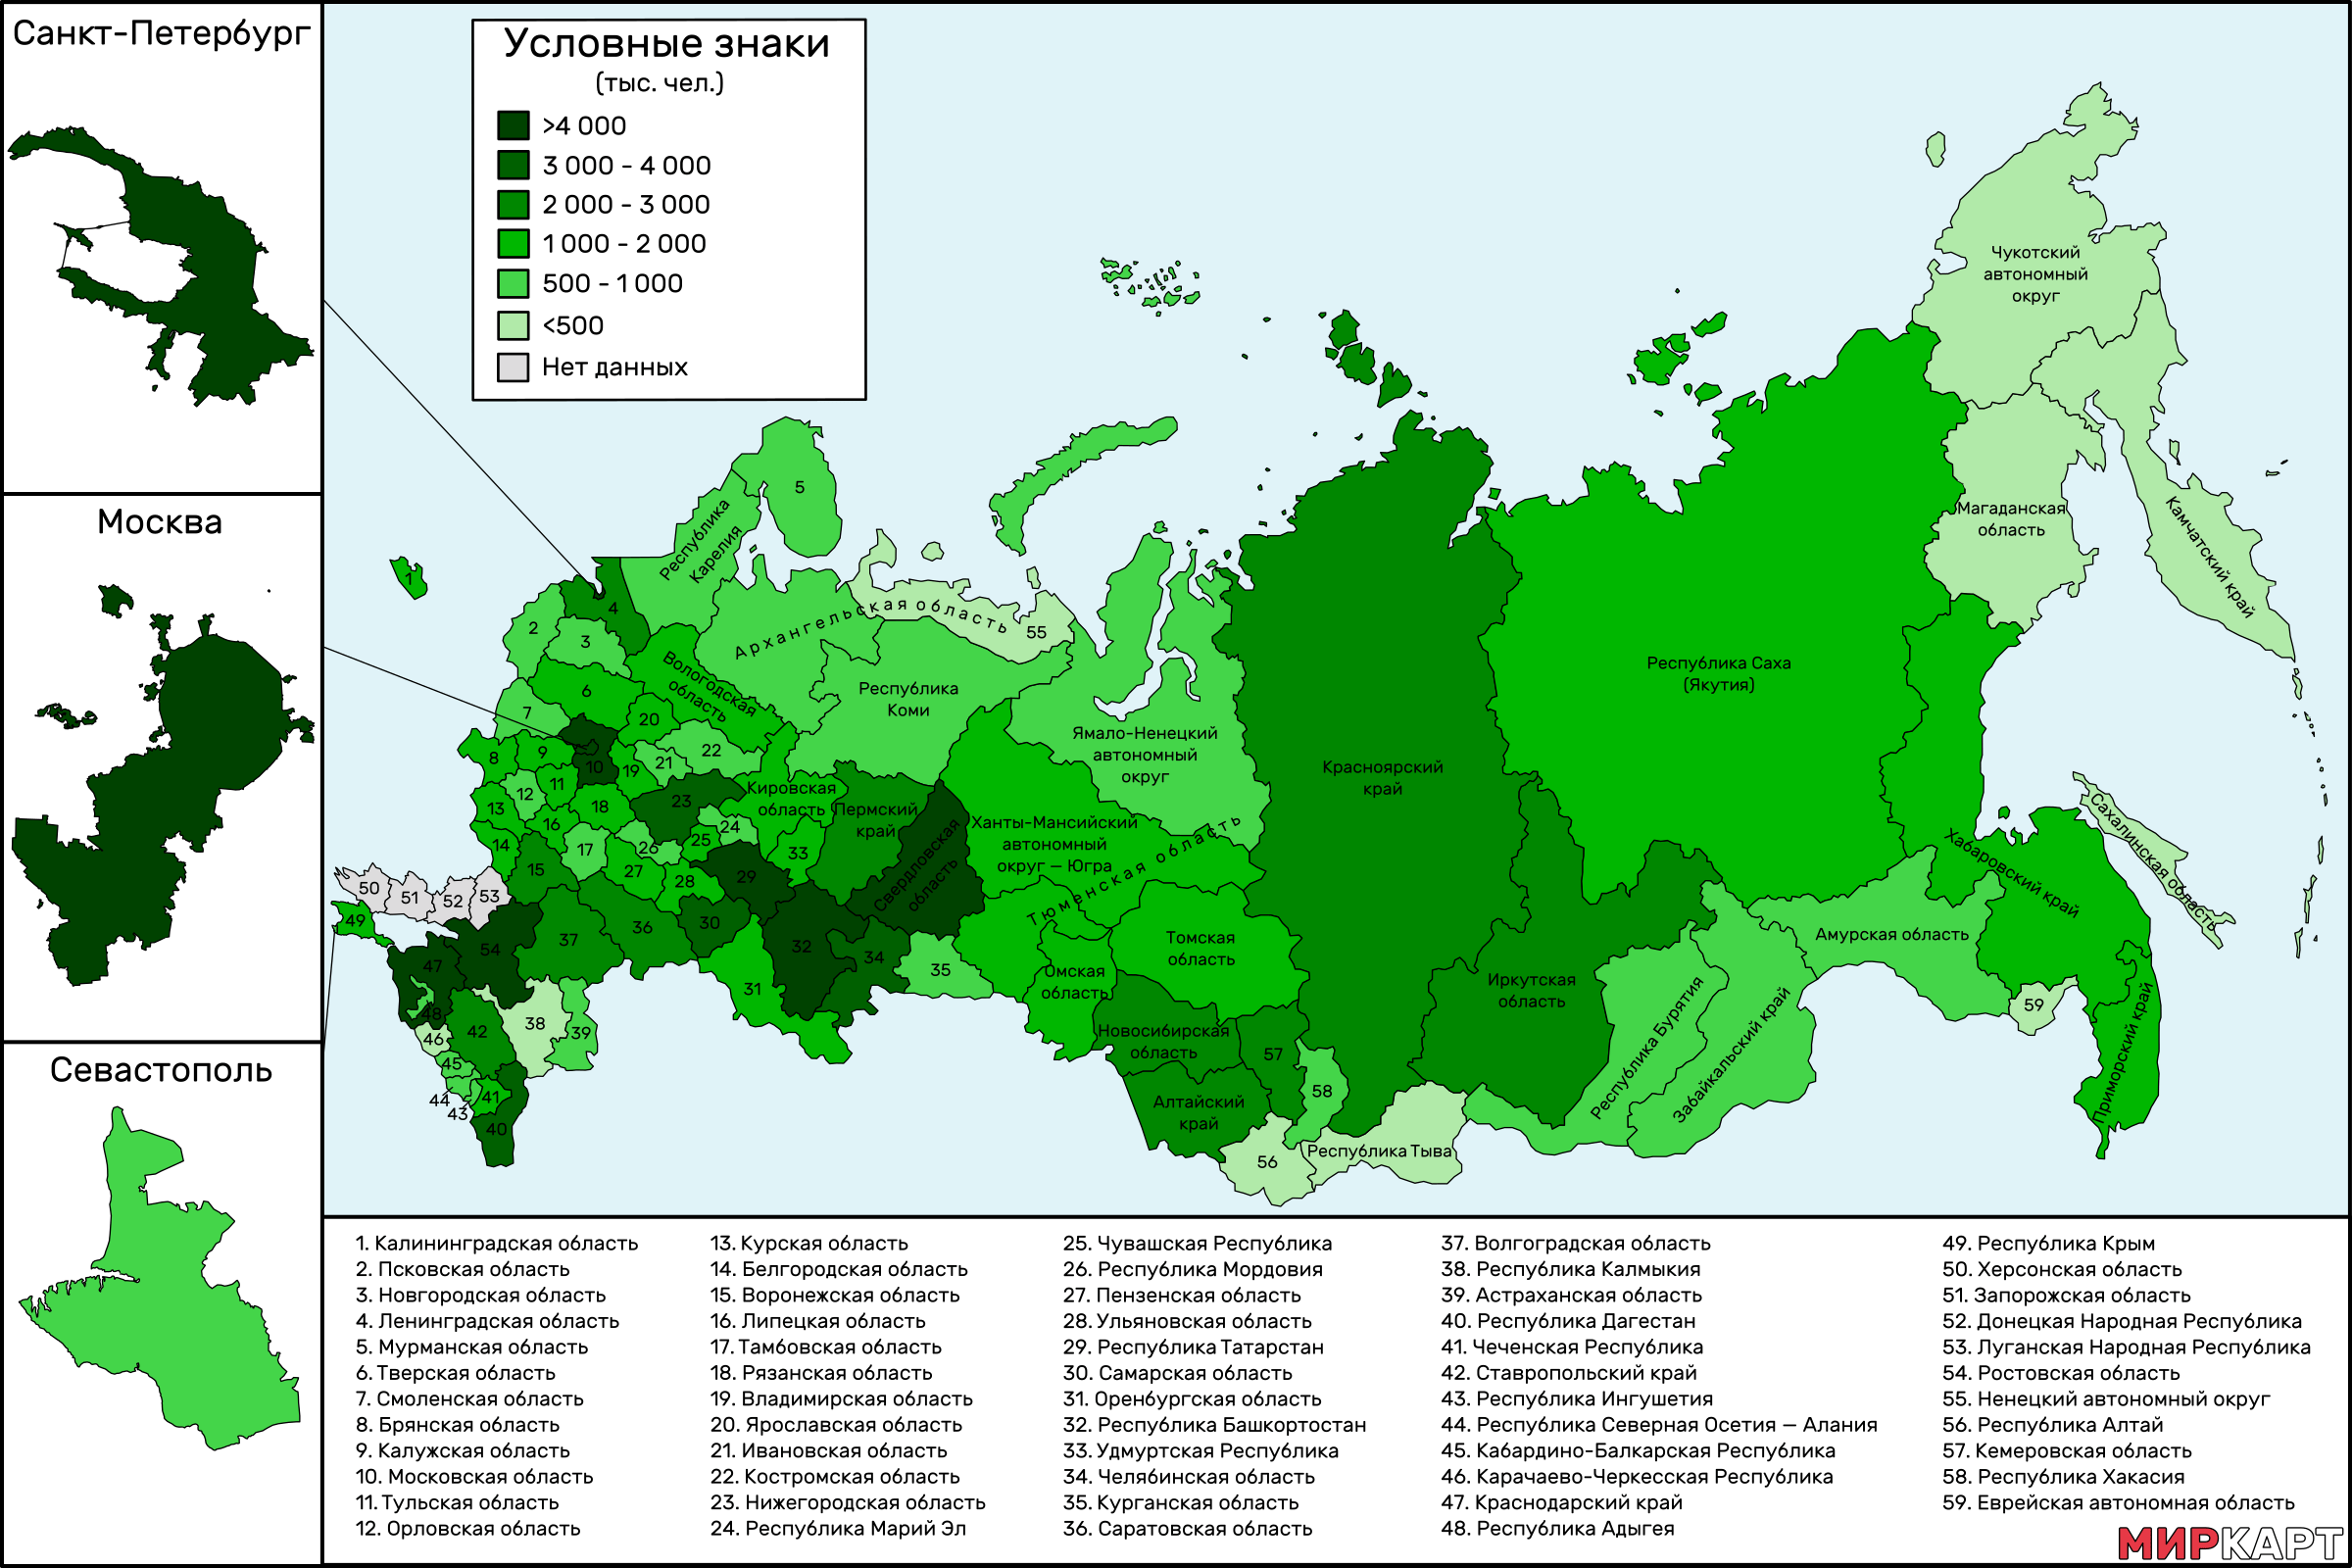 Санкт-Петербург
Москва
Севастополь
Условные знаки
(тыс. чел.)
>4 000
3 000 - 4 000
2 000 - 3 000
1 000 - 2 000
500 - 1 000
<500
Нет данных
Чукотский
автономный
округ
Магаданская
область
Камчатский край
Республика Саха
(Якутия)
Красноярский
край
Республика
Карелия
Архангельская область
Вологодская
область
Республика
Коми
Ямало-Ненецкий
автономный
округ
Кировская
область
Пермский
край
Свердловская
область
Ханты-Мансийский
автономный
округ — Югра
Тюменская область
Томская
область
Омская
область
Новосибирская
область
Алтайский
край
Иркутская
область
Республика Тыва
Республика Бурятия
Забайкальский край
Амурская область
Хабаровский край
Сахалинская область
Приморский край
1
2
3
4
5
6
7
8
9
10
11
12
13
14
15
16
17
18
19
20
21
22
23
24
25
26
27
28
29
30
31
32
33
34
35
36
37
38
39
40
41
42
43
44
45
46
47
48
49
50
51
52
53
54
55
56
57
58
59
1. Калининградская область
2. Псковская область
3. Новгородская область
4. Ленинградская область
5. Мурманская область
6. Тверская область
7. Смоленская область
8. Брянская область
9. Калужская область
10. Московская область
11. Тульская область
12. Орловская область
13. Курская область
14. Белгородская область
15. Воронежская область
16. Липецкая область
17. Тамбовская область
18. Рязанская область
19. Владимирская область
20. Ярославская область
21. Ивановская область
22. Костромская область
23. Нижегородская область
24. Республика Марий Эл
25. Чувашская Республика
26. Республика Мордовия
27. Пензенская область
28. Ульяновская область
29. Республика Татарстан
30. Самарская область
31. Оренбургская область
32. Республика Башкортостан
33. Удмуртская Республика
34. Челябинская область
35. Курганская область
36. Саратовская область
37. Волгоградская область
38. Республика Калмыкия
39. Астраханская область
40. Республика Дагестан
41. Чеченская Республика
42. Ставропольский край
43. Республика Ингушетия
44. Республика Северная Осетия — Алания
45. Кабардино-Балкарская Республика
46. Карачаево-Черкесская Республика
47. Краснодарский край
48. Республика Адыгея
49. Республика Крым
50. Херсонская область
51. Запорожская область
52. Донецкая Народная Республика
53. Луганская Народная Республика
54. Ростовская область
55. Ненецкий автономный округ
56. Республика Алтай
57. Кемеровская область
58. Республика Хакасия
59. Еврейская автономная область
МИРКАРТ